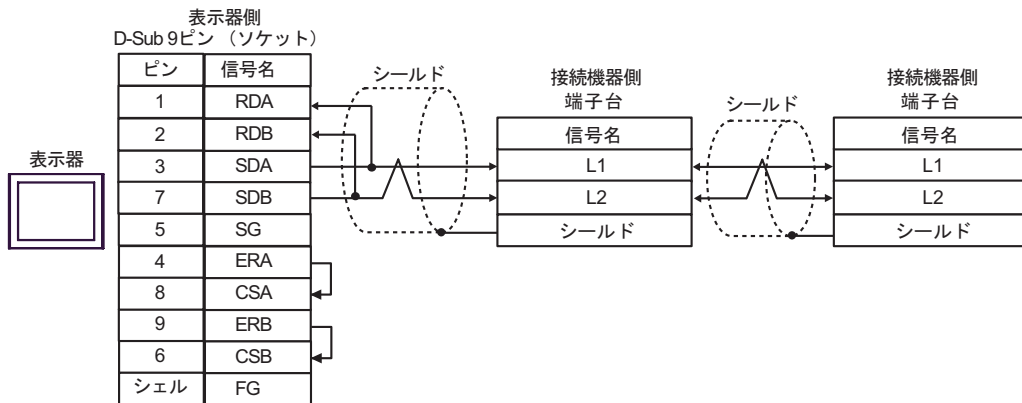 表示器側
D-Sub 9ピン (ソケット)
ピン 信号名
1 RDA
2 RDB
3 SDA
7 SDB
5 SG
4 ERA
8 CSA
9 ERB
6 CSB
シェル FG
表示器
シールド
接続機器側
端子台
信号名
L1
L2
シールド
シールド
接続機器側
端子台
信号名
L1
L2
シールド